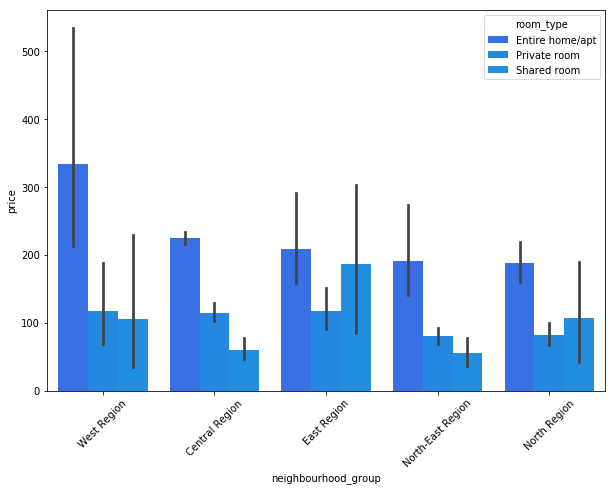 room_type
Entire home/apt
Private room
Shared room
price
500
400
300
200
100
0
West Region
Central Region
East Region
North-East Region
North Region
neighbourhood_group